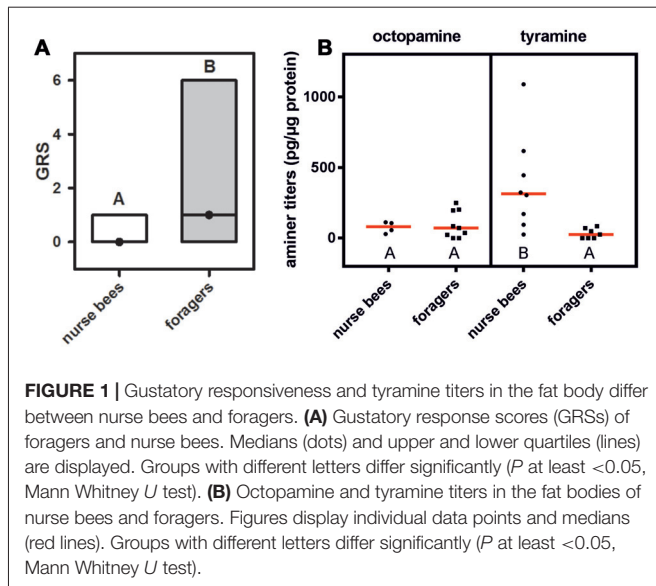 A
B
octopamine
tyramine
6
4
2
0
GRS
A
B
nurse bees
foragers
1000
500
0
aminer titers (pg/µg protein)
A
A
B
A
nurse bees
foragers
nurse bees
foragers
FIGURE 1 | Gustatory responsiveness and tyramine titers in the fat body differ
between nurse bees and foragers. (A) Gustatory response scores (GRSs) of
foragers and nurse bees. Medians (dots) and upper and lower quartiles (lines)
are displayed. Groups with different letters differ significantly (P at least <0.05,
Mann Whitney U test). (B) Octopamine and tyramine titers in the fat bodies of
nurse bees and foragers. Figures display individual data points and medians
(red lines). Groups with different letters differ significantly (P at least <0.05,
Mann Whitney U test).